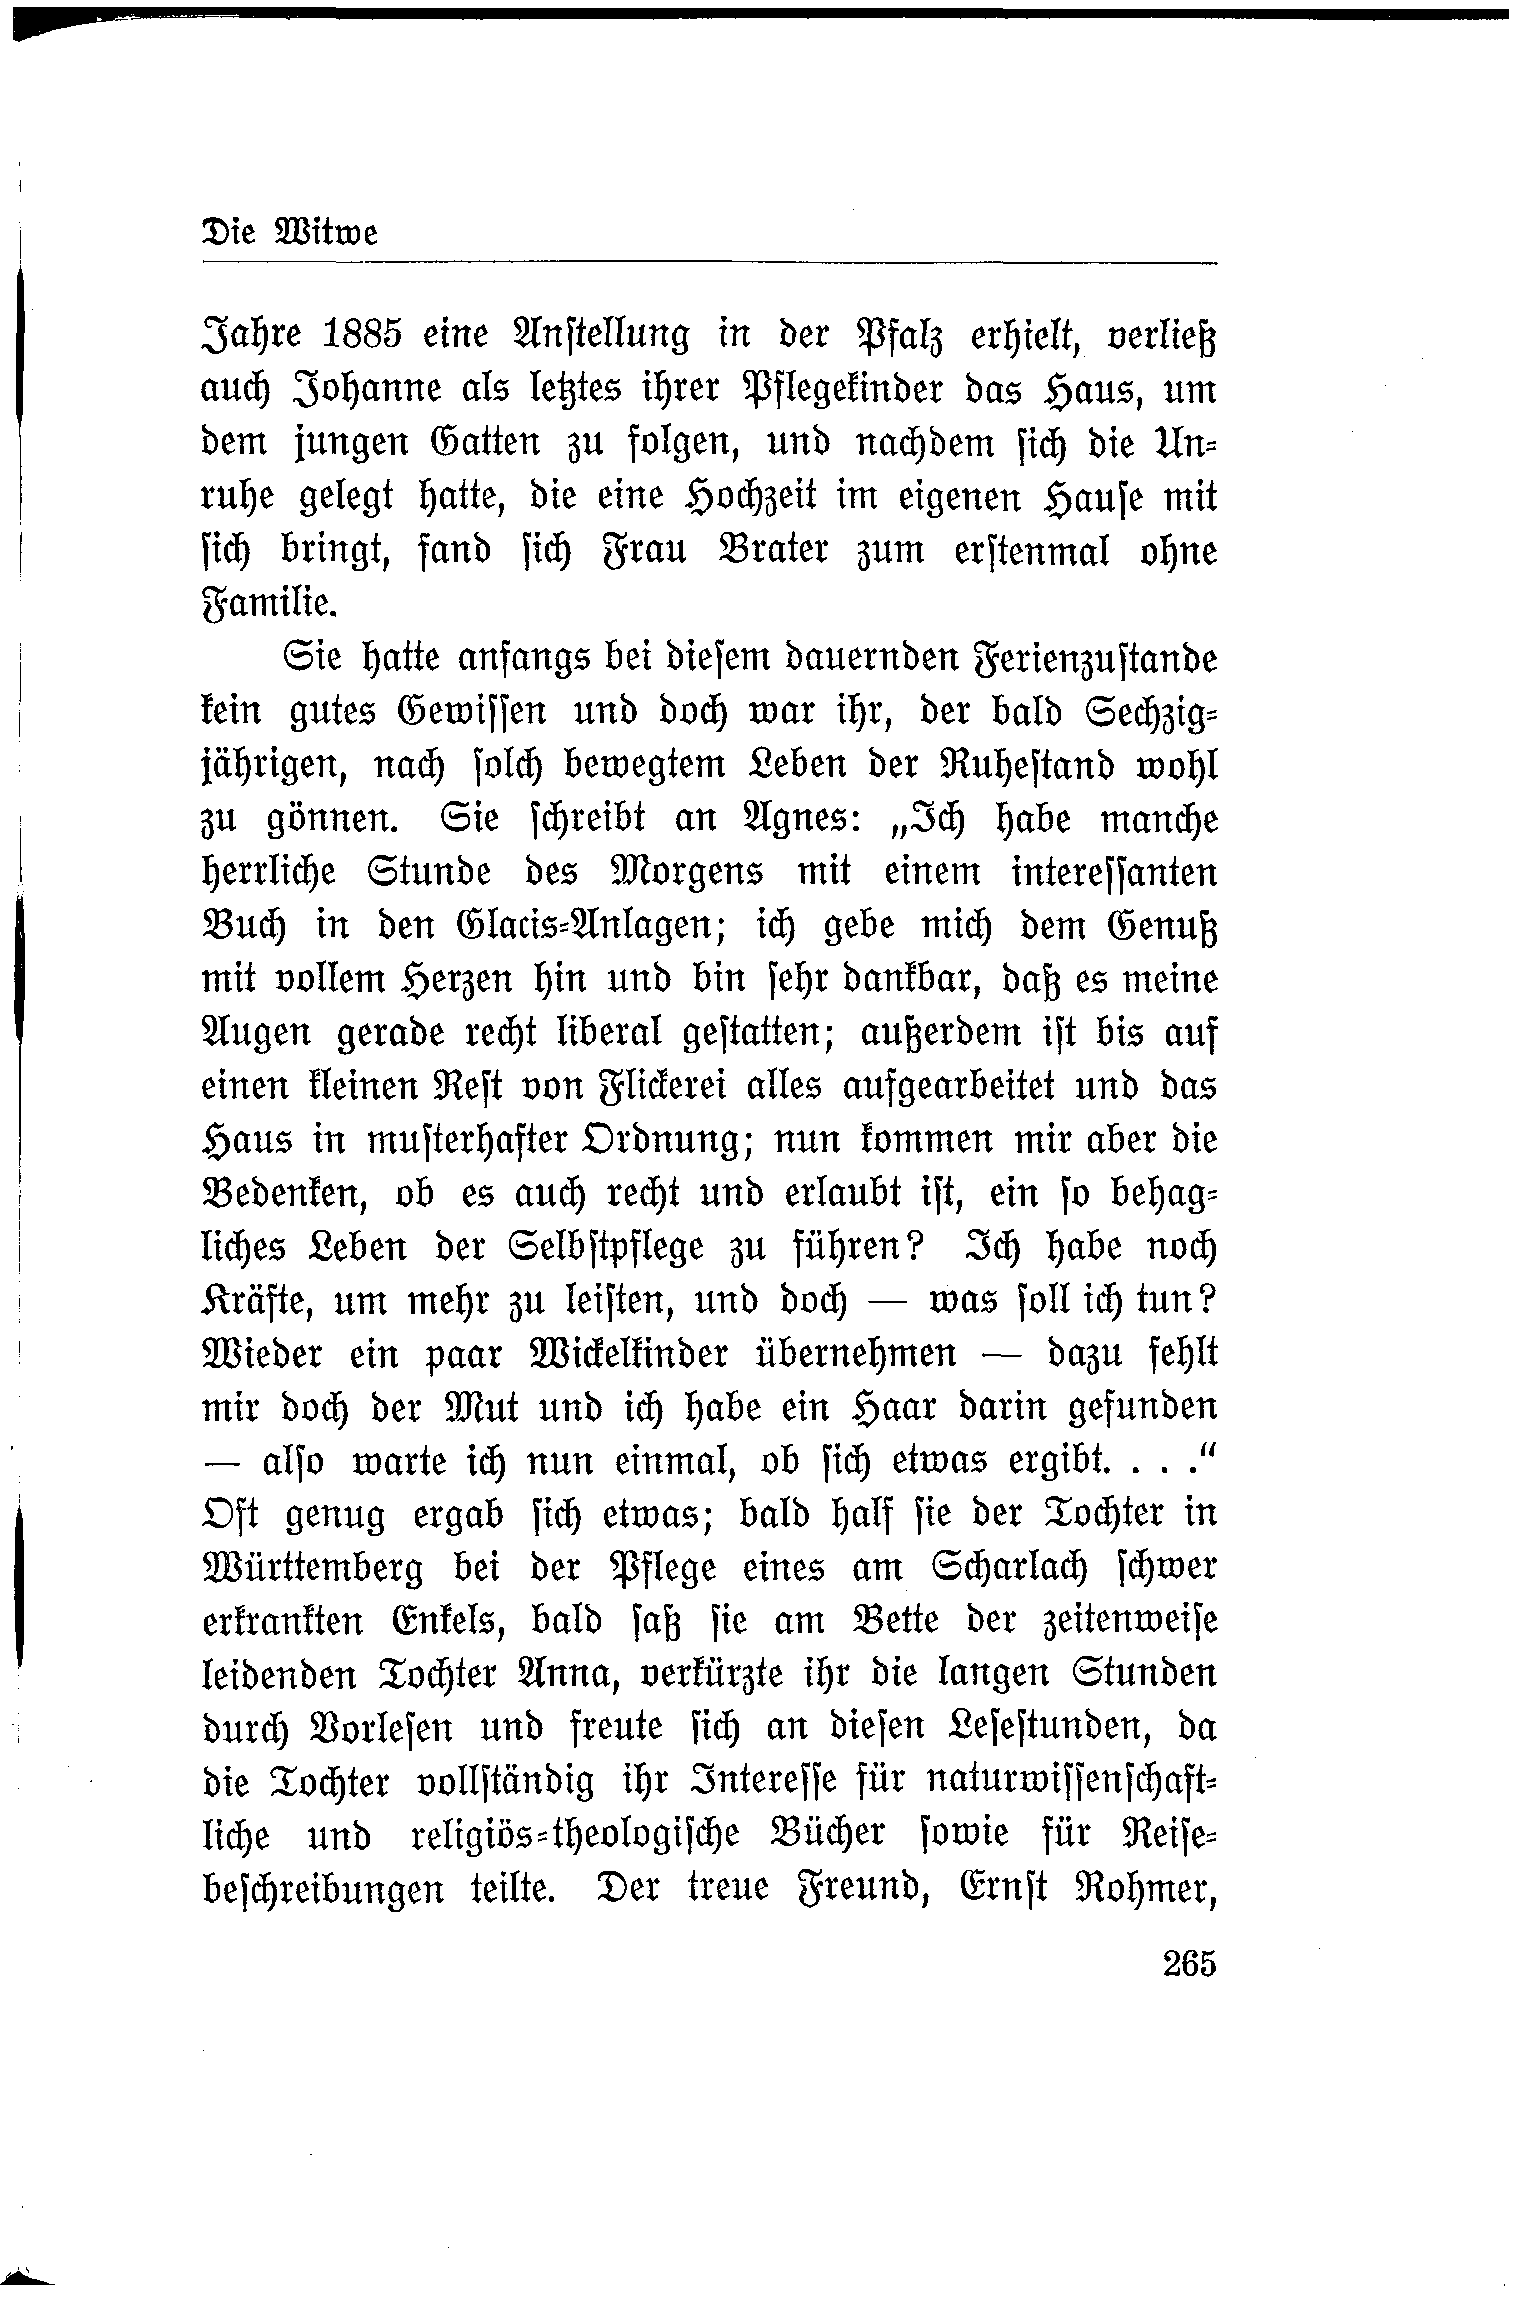 Die Witwe
Jahre 1885 eine Anstellung in der Pfalz erhielt, verließ
auch Johanne als letztes ihrer Pflegekinder das Haus, um
dem jungen Gatten zu folgen, und nachdem sich die Un-
ruhe gelegt hatte, die eine Hochzeit im eigenen Hause mit
sich bringt, fand sich Frau Brater zum erstenmal ohne
Familie.
Sie hatte anfangs bei diesem dauernden Ferienzustande
kein gutes Gewissen und doch war ihr, der bald Sechzig-
jährigen, nach solch bewegtem Leben der Ruhestand wohl
zu gönnen. Sie schreibt an Agnes: „Ich habe manche
herrliche Stunde des Morgens mit einem interessanten
Buch in den Glacis-Anlagen; ich gebe mich dem Genuß
mit vollem Herzen hin und bin sehr dankbar, daß es meine
Augen gerade recht liberal gestatten; außerdem ist bis auf
einen kleinen Rest von Flickerei alles aufgearbeitet und das
Haus in musterhafter Ordnung; nun kommen mir aber die
Bedenken, ob es auch recht und erlaubt ist, ein so behag-
liches Leben der Selbstpflege zu führen? Ich habe noch
Kräfte, um mehr zu leisten, und doch — was soll ich tun?
Wieder ein paar Wickelkinder übernehmen — dazu fehlt
mir doch der Mut und ich habe ein Haar darin gefunden
— also warte ich nun einmal, ob sich etwas ergibt. . . .“
Oft genug ergab sich etwas; bald half sie der Tochter in
Württemberg bei der Pflege eines am Scharlach schwer
erkrankten Enkels, bald saß sie am Bette der zeitenweise
leidenden Tochter Anna, verkürzte ihr die langen Stunden
durch Vorlesen und freute sich an diesen Lesestunden, da
die Tochter vollständig ihr Interesse für naturwissenschaft-
liche und religiös-theologische Bücher sowie für Reise-
beschreibungen teilte. Der treue Freund, Ernst Rohmer,
265